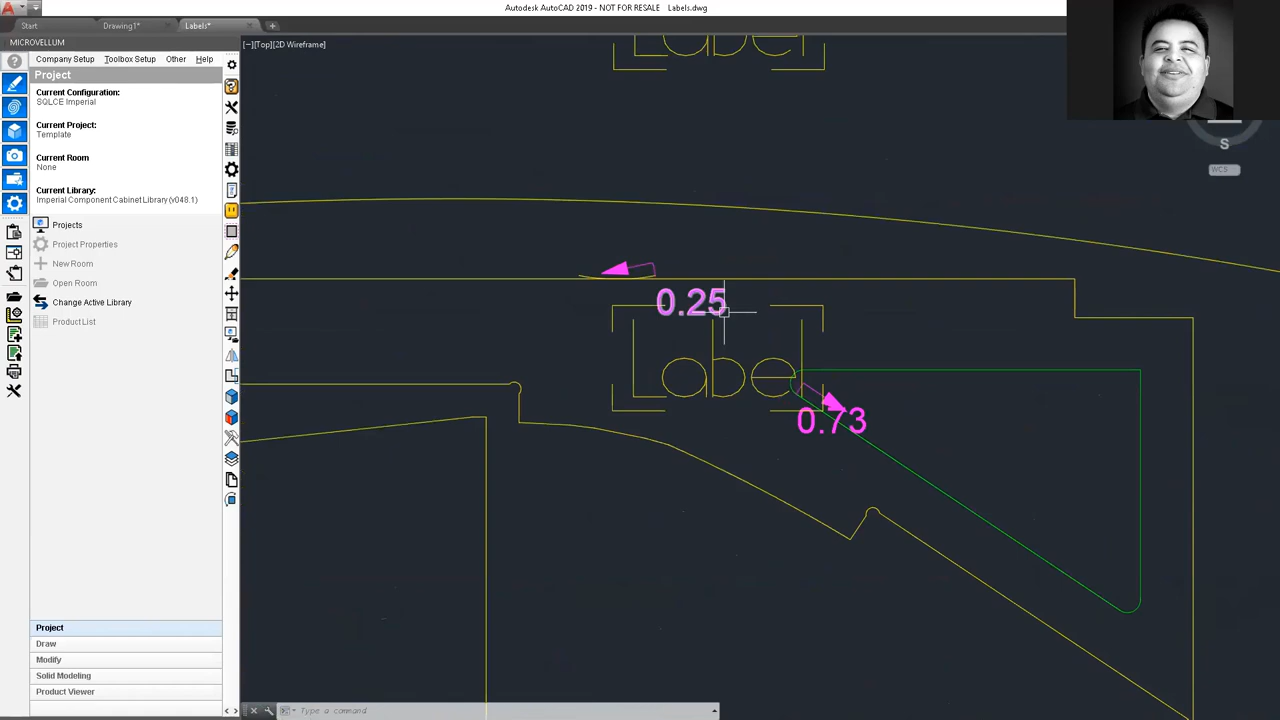 Autodesk AutoCAD 2019 - NOT FOR RESALE Labels.dwg
Start
Drawing1*
Labels*
MICROVELLUM
[−][Top][2D Wireframe]
Label
Company Setup
Toolbox Setup
Other
Help
Project
Current Configuration:
SQLCE Imperial
Current Project:
Template
Current Room
None
Current Library:
Imperial Component Cabinet Library (v048.1)
Projects
Project Properties
New Room
Open Room
Change Active Library
Product List
S
WCS
0.25
Label
0.73
Project
Draw
Modify
Solid Modeling
Product Viewer
Type a command